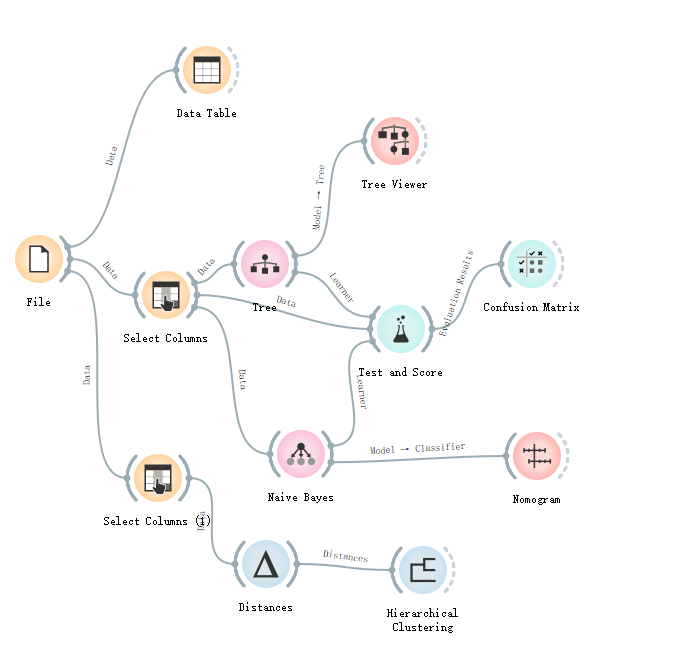 Data Table
Data
Tree Viewer
Model → Tree
Data
Data
File
Select Columns
Tree
Data
Learner
Evaluation Results
Confusion Matrix
Test and Score
Data
Data
Learner
Model → Classifier
Naive Bayes
Nomogram
Select Columns (1)
Data
Distances
Distances
Hierarchical
Clustering